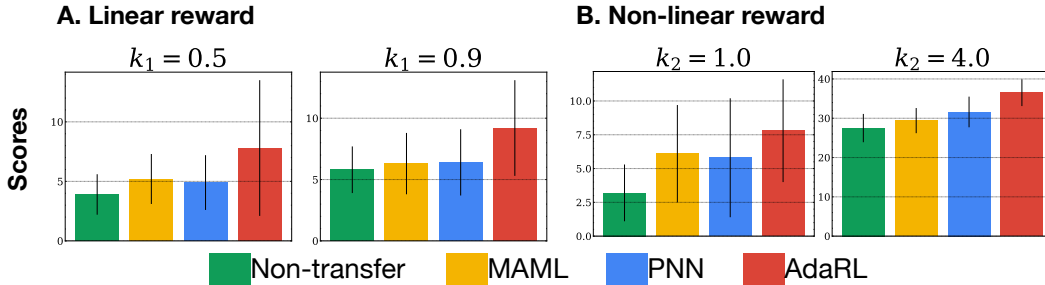 A. Linear reward
B. Non-linear reward
k₁ = 0.5
k₁ = 0.9
k₂ = 1.0
k₂ = 4.0
Scores
10
5
0
10
5
0
10.0
7.5
5.0
2.5
0.0
40
30
20
10
0
Non-transfer MAML PNN AdaRL